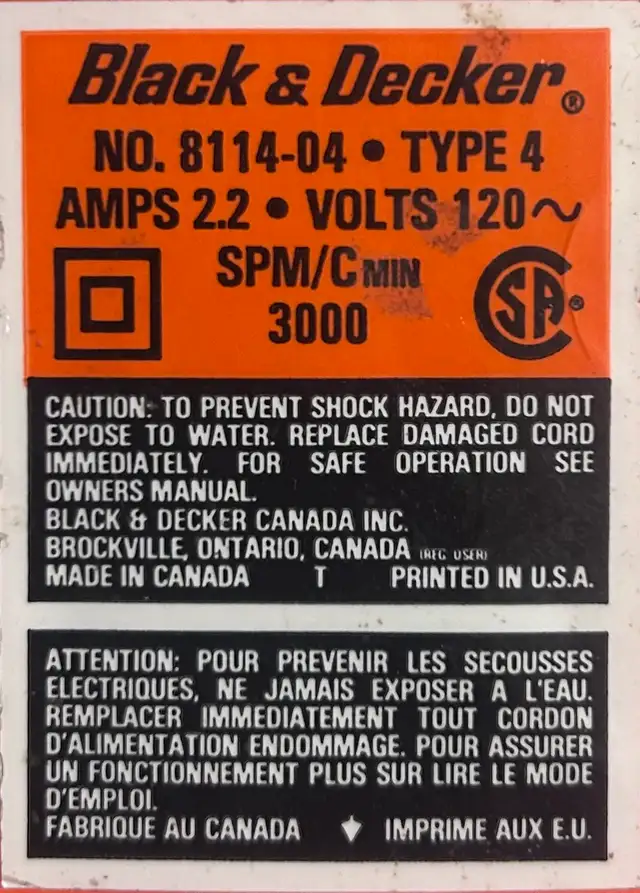 Black & Decker®
NO. 8114-04 • TYPE 4
AMPS 2.2 • VOLTS 120~
SPM/CMIN
3000
CSA®
CAUTION: TO PREVENT SHOCK HAZARD, DO NOT
EXPOSE TO WATER. REPLACE DAMAGED CORD
IMMEDIATELY. FOR SAFE OPERATION SEE
OWNERS MANUAL.
BLACK & DECKER CANADA INC.
BROCKVILLE, ONTARIO, CANADA (REG USER)
MADE IN CANADA T PRINTED IN U.S.A.
ATTENTION: POUR PREVENIR LES SECOUSSES
ELECTRIQUES, NE JAMAIS EXPOSER A L'EAU.
REMPLACER IMMEDIATEMENT TOUT CORDON
D'ALIMENTATION ENDOMMAGE. POUR ASSURER
UN FONCTIONNEMENT PLUS SUR LIRE LE MODE
D'EMPLOI.
FABRIQUE AU CANADA IMPRIME AUX E.U.